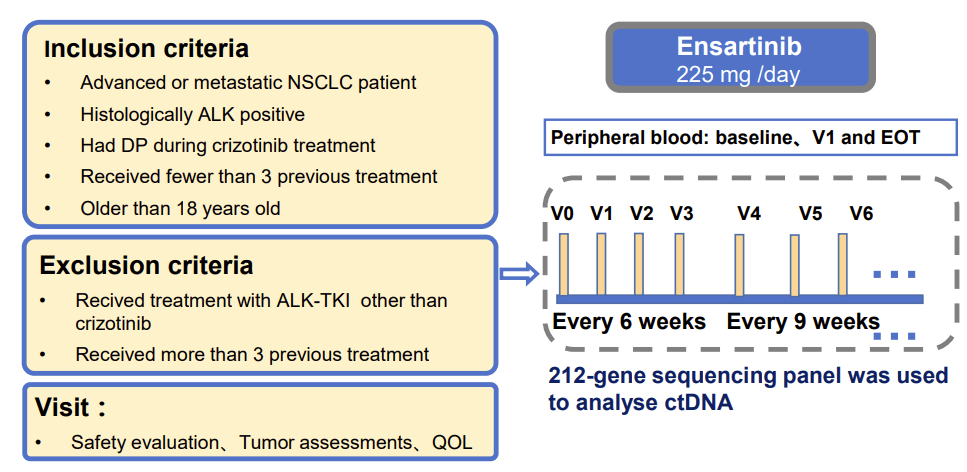 Inclusion criteria
• Advanced or metastatic NSCLC patient
• Histologically ALK positive
• Had DP during crizotinib treatment
• Received fewer than 3 previous treatment
• Older than 18 years old
Exclusion criteria
• Recived treatment with ALK-TKI other than
crizotinib
• Received more than 3 previous treatment
Visit：
• Safety evaluation、Tumor assessments、QOL
Ensartinib
225 mg /day
Peripheral blood: baseline、V1 and EOT
V0 V1 V2 V3 V4 V5 V6
Every 6 weeks Every 9 weeks
212-gene sequencing panel was used
to analyse ctDNA